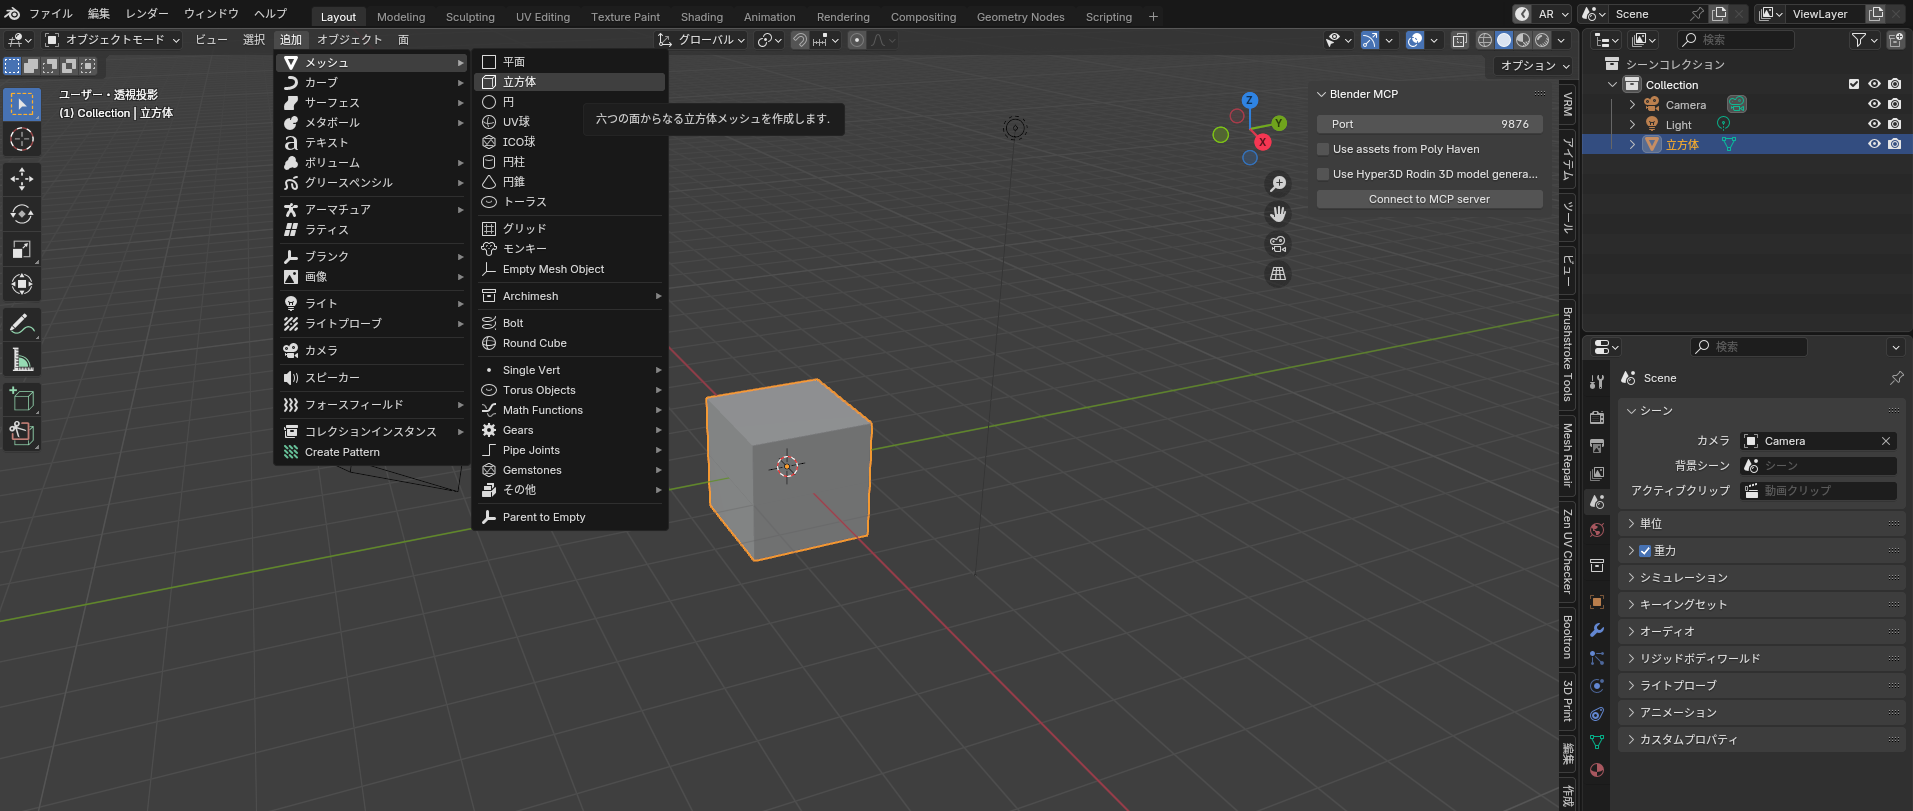 ファイル 編集 レンダー ウィンドウ ヘルプ Layout Modeling Sculpting UV Editing Texture Paint Shading Animation Rendering Compositing Geometry Nodes Scripting + AR Scene ViewLayer
オブジェクトモード ビュー 選択 追加 オブジェクト 面 グローバル
検索
オプション
ユーザー・透視投影
(1) Collection | 立方体
メッシュ
カーブ
サーフェス
メタボール
テキスト
ボリューム
グリースペンシル
アーマチュア
ラティス
ブランク
画像
ライト
ライトプローブ
カメラ
スピーカー
フォースフィールド
コレクションインスタンス
Create Pattern
平面
立方体
円
UV球
ICO球
円柱
円錐
トーラス
グリッド
モンキー
Empty Mesh Object
Archimesh
Bolt
Round Cube
Single Vert
Torus Objects
Math Functions
Gears
Pipe Joints
Gemstones
その他
Parent to Empty
六つの面からなる立方体メッシュを作成します.
Z
Y
X
Blender MCP
Port 9876
Use assets from Poly Haven
Use Hyper3D Rodin 3D model genera...
Connect to MCP server
VRM
アイテム
ツール
ビュー
Brushstroke Tools
Mesh Repair
Zen UV Checker
Booltron
3D Print
編集
作成
シーンコレクション
Collection
Camera
Light
立方体
検索
Scene
シーン
カメラ Camera
背景シーン シーン
アクティブクリップ 動画クリップ
単位
重力
シミュレーション
キーイングセット
オーディオ
リジッドボディワールド
ライトプローブ
アニメーション
カスタムプロパティ